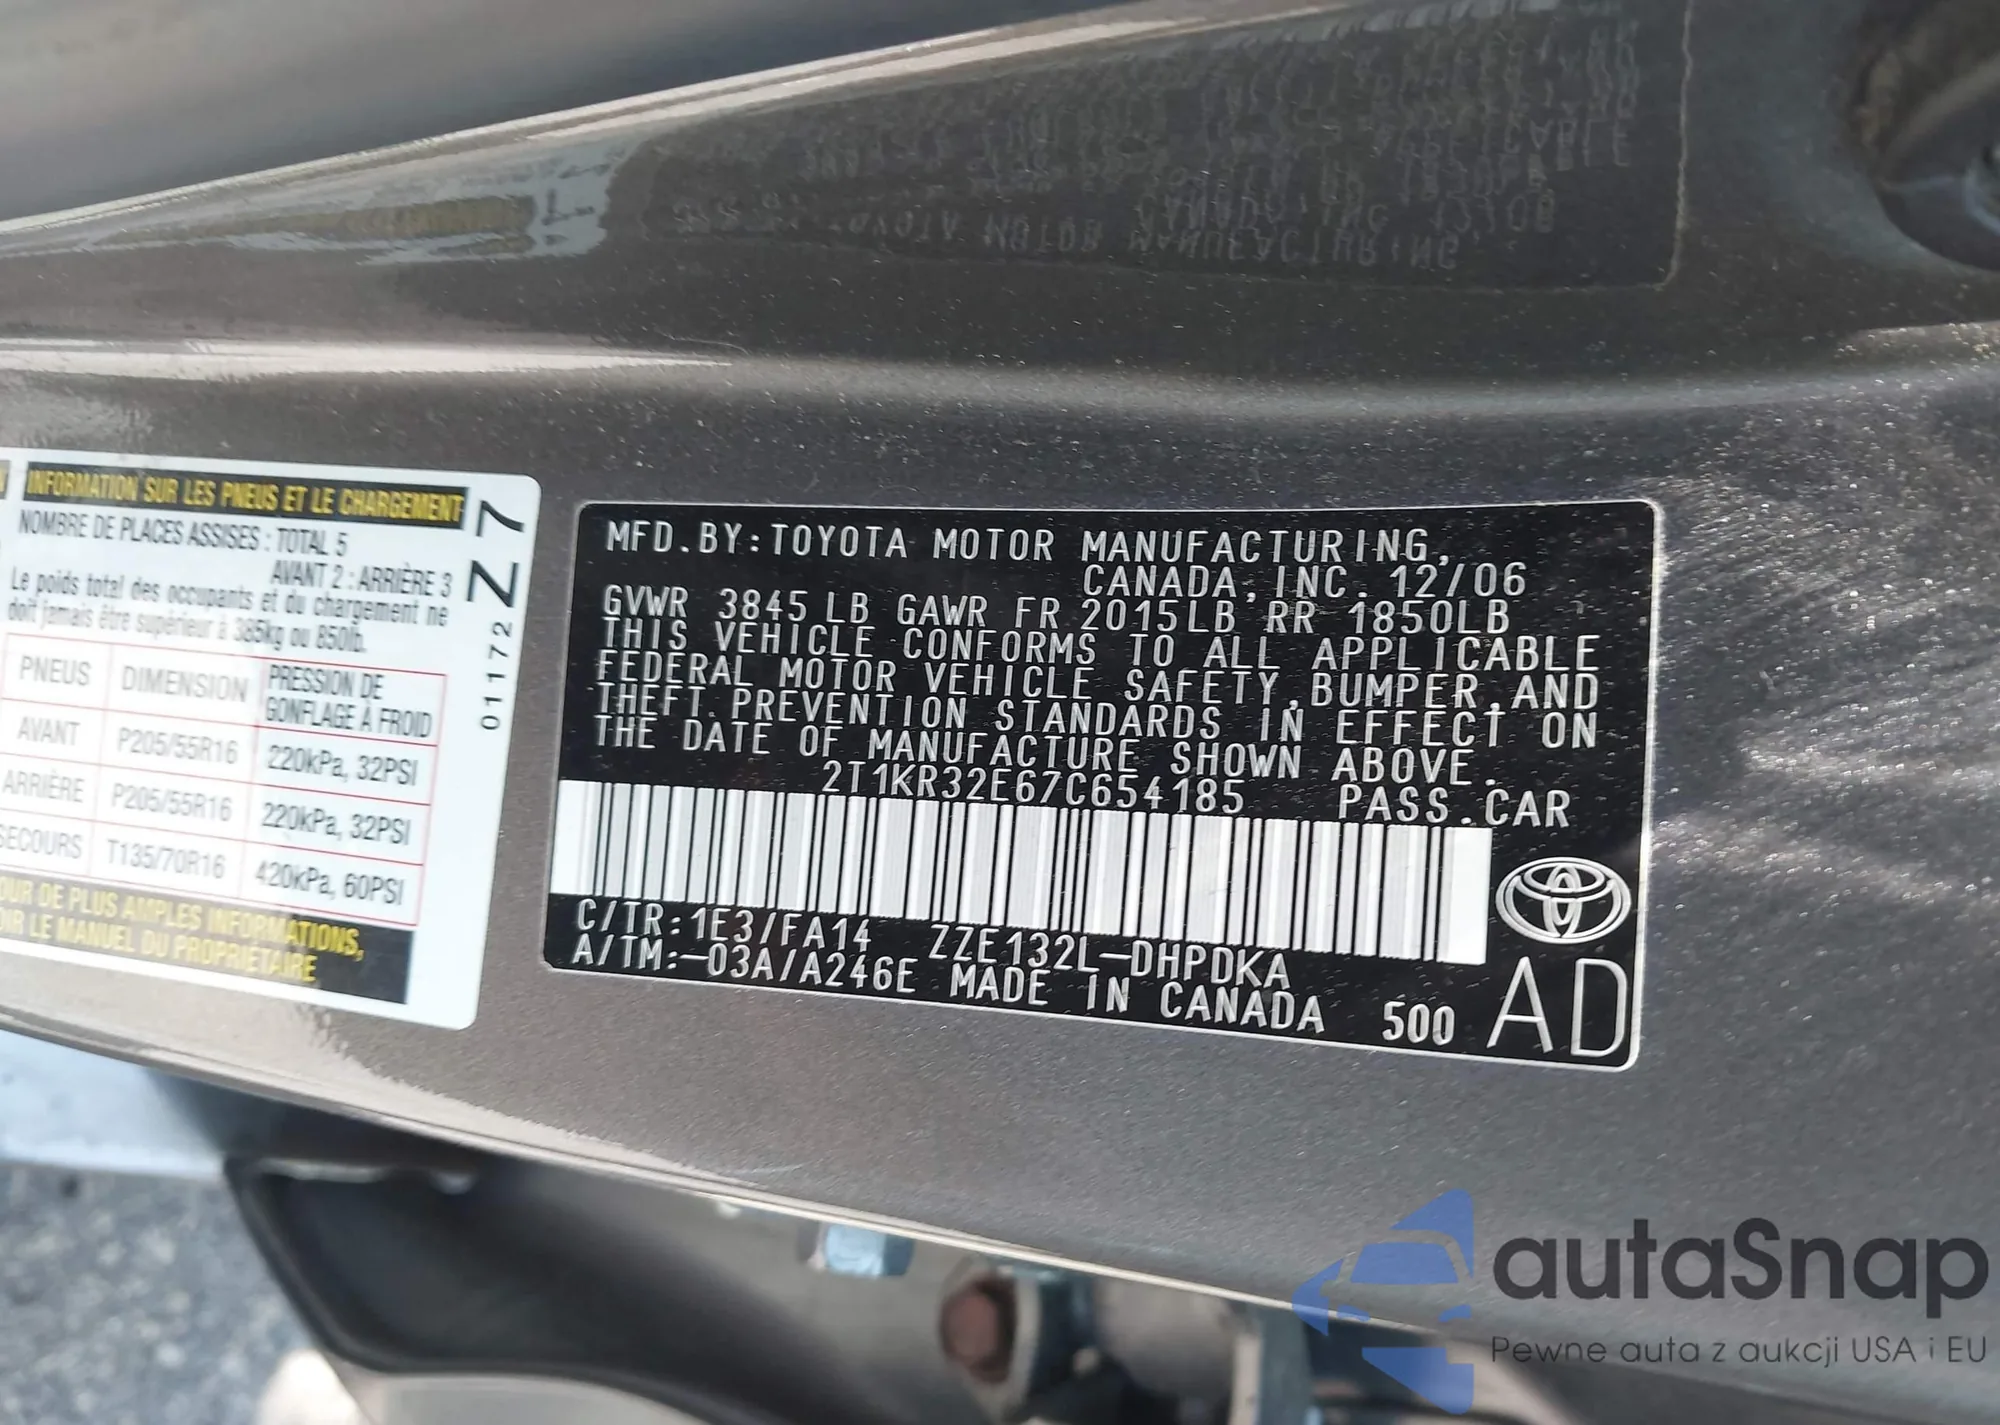 INFORMATION SUR LES PNEUS ET LE CHARGEMENT
NOMBRE DE PLACES ASSISES : TOTAL 5
AVANT 2 : ARRIÈRE 3
Le poids total des occupants et du chargement ne
doit jamais être supérieur à 385kg ou 850lb.
PNEUS DIMENSION PRESSION DE GONFLAGE À FROID
AVANT P205/55R16 220kPa, 32PSI
ARRIÈRE P205/55R16 220kPa, 32PSI
SECOURS T135/70R16 420kPa, 60PSI
DE PLUS AMPLES INFORMATIONS,
LE MANUEL DU PROPRIÉTAIRE
01172 Z7
MFD. BY: TOYOTA MOTOR MANUFACTURING,
CANADA, INC. 12/06
GVWR 3845 LB GAWR FR 2015LB RR 1850LB
THIS VEHICLE CONFORMS TO ALL APPLICABLE
FEDERAL MOTOR VEHICLE SAFETY, BUMPER, AND
THEFT PREVENTION STANDARDS IN EFFECT ON
THE DATE OF MANUFACTURE SHOWN ABOVE.
2T1KR32E67C654185 PASS. CAR
C/TR: 1E3/FA14 ZZE132L-DHPDKA
A/TM:-03A/A246E MADE IN CANADA 500
AD
autaSnap
Pewne auta z aukcji USA i EU